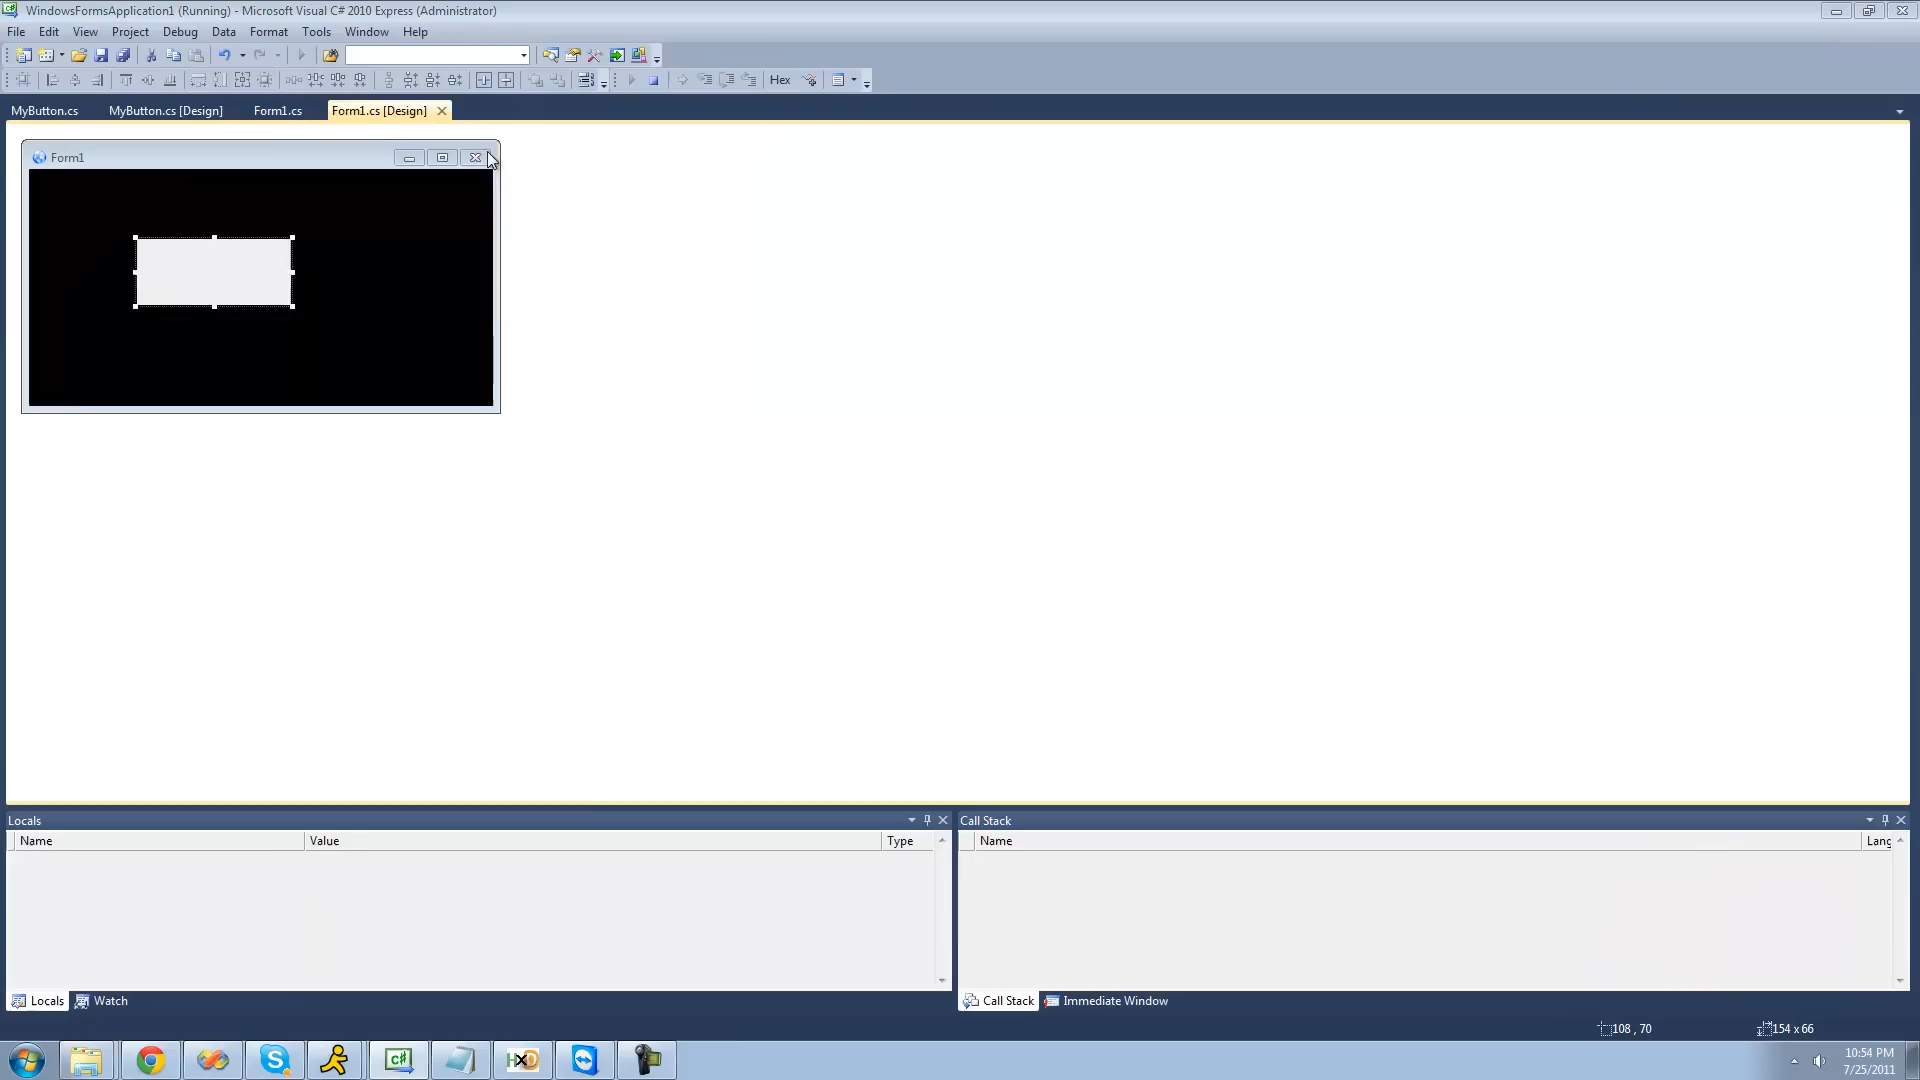 WindowsFormsApplication1 (Running) - Microsoft Visual C# 2010 Express (Administrator)
File Edit View Project Debug Data Format Tools Window Help
Hex
MyButton.cs MyButton.cs [Design] Form1.cs Form1.cs [Design]
Form1
Locals
Name Value Type
Call Stack
Name Lang
Locals Watch
Call Stack Immediate Window
108 , 70 154 x 66
C#
10:54 PM
7/25/2011